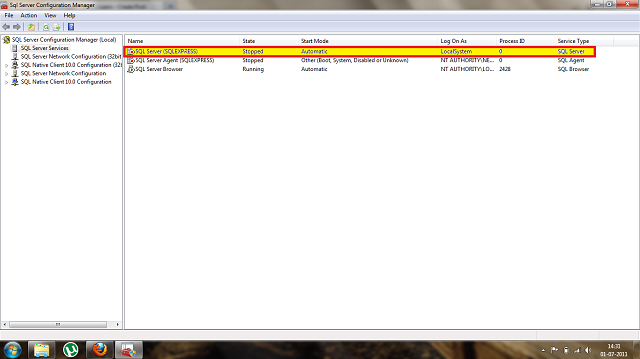 Sql Server Configuration Manager
File Action View Help
SQL Server Configuration Manager (Local)
SQL Server Services
SQL Server Network Configuration (32bit
SQL Native Client 10.0 Configuration (32b
SQL Server Network Configuration
SQL Native Client 10.0 Configuration
Name State Start Mode Log On As Process ID Service Type
SQL Server (SQLEXPRESS) Stopped Automatic LocalSystem 0 SQL Server
SQL Server Agent (SQLEXPRESS) Stopped Other (Boot, System, Disabled or Unknown) NT AUTHORITY\NE... 0 SQL Agent
SQL Server Browser Running Automatic NT AUTHORITY\LO... 2428 SQL Browser
14:31
01-07-2011